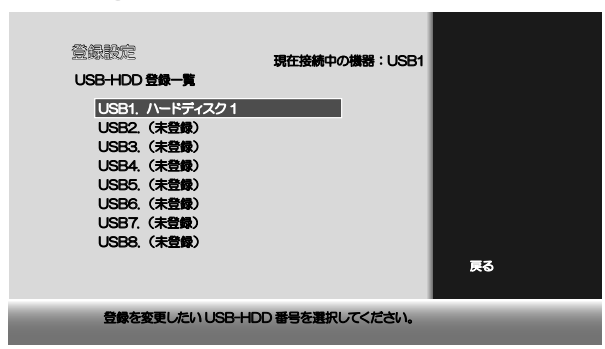 登録設定
現在接続中の機器：USB1
USB-HDD 登録一覧
USB1. ハードディスク 1
USB2. （未登録）
USB3. （未登録）
USB4. （未登録）
USB5. （未登録）
USB6. （未登録）
USB7. （未登録）
USB8. （未登録）
戻る
登録を変更したい USB-HDD 番号を選択してください。